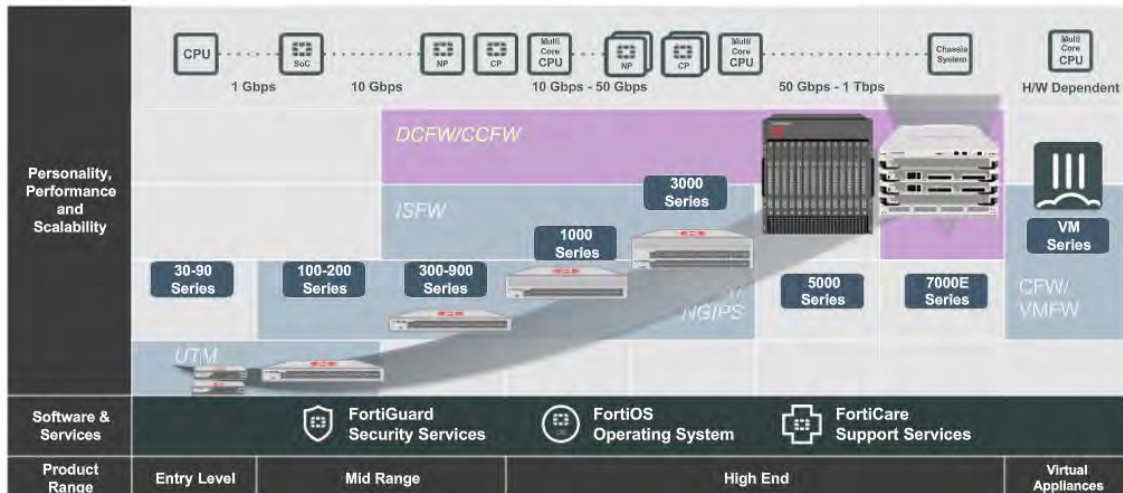 CPU
SoC
NP
CP
Multi
Core
CPU
NP
CP
Multi
Core
CPU
Chassis
System
Multi
Core
CPU
1 Gbps
10 Gbps
10 Gbps - 50 Gbps
50 Gbps - 1 Tbps
H/W Dependent
Personality,
Performance
and
Scalability
DCFW/CCFW
ISFW
3000
Series
1000
Series
VM
Series
30-90
Series
100-200
Series
300-900
Series
5000
Series
7000E
Series
NGIPS
CFW/
VMFW
UTM
Software &
Services
FortiGuard
Security Services
FortiOS
Operating System
FortiCare
Support Services
Product
Range
Entry Level
Mid Range
High End
Virtual
Appliances